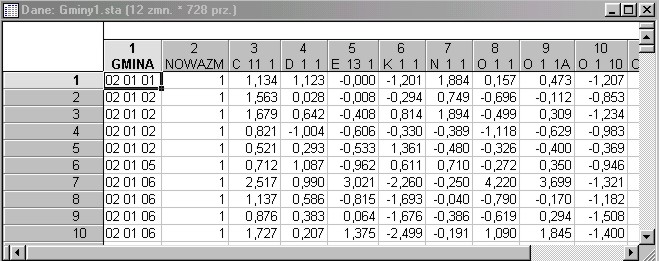 Dane: Gminy1.sta (12 zmn. * 728 prz.)
1 2 3 4 5 6 7 8 9 10
GMINA NOWAZM C 11 1 D 1 1 E 13 1 K 1 1 N 1 1 O 1 1 O 1 1A O 1 10 C
1 02 01 01 1 1,134 1,123 -0,000 -1,201 1,884 0,157 0,473 -1,207
2 02 01 02 1 1,563 0,028 -0,008 -0,294 0,749 -0,696 -0,112 -0,853
3 02 01 02 1 1,679 0,642 -0,408 0,814 1,894 -0,499 0,309 -1,234
4 02 01 02 1 0,821 -1,004 -0,606 -0,330 -0,389 -1,118 -0,629 -0,983
5 02 01 02 1 0,521 0,293 -0,533 1,361 -0,480 -0,326 -0,400 -0,369
6 02 01 05 1 0,712 1,087 -0,962 0,611 0,710 -0,272 0,350 -0,946
7 02 01 06 1 2,517 0,990 3,021 -2,260 -0,250 4,220 3,699 -1,321
8 02 01 06 1 1,137 0,586 -0,815 -1,693 -0,040 -0,790 -0,170 -1,182
9 02 01 06 1 0,876 0,383 0,064 -1,676 -0,386 -0,619 0,294 -1,508
10 02 01 06 1 1,727 0,207 1,375 -2,499 -0,191 1,090 1,845 -1,400